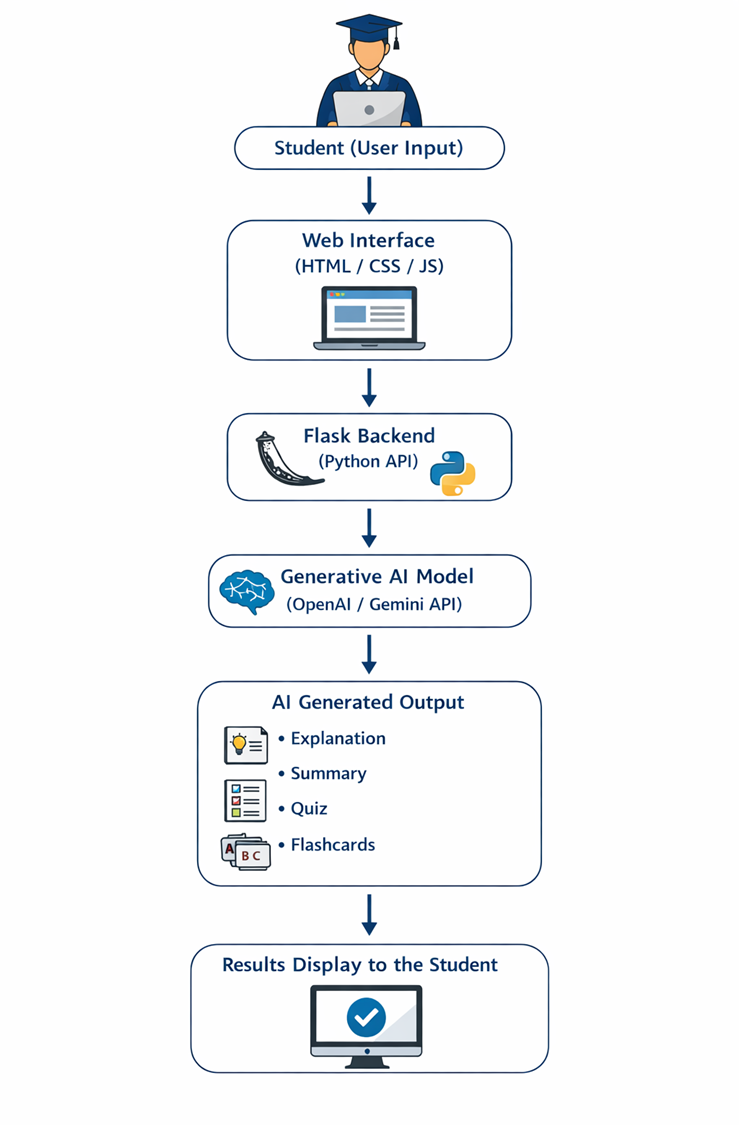 Student (User Input)
Web Interface
(HTML / CSS / JS)
Flask Backend
(Python API)
Generative AI Model
(OpenAI / Gemini API)
AI Generated Output
• Explanation
• Summary
• Quiz
• Flashcards
A
B C
Results Display to the Student